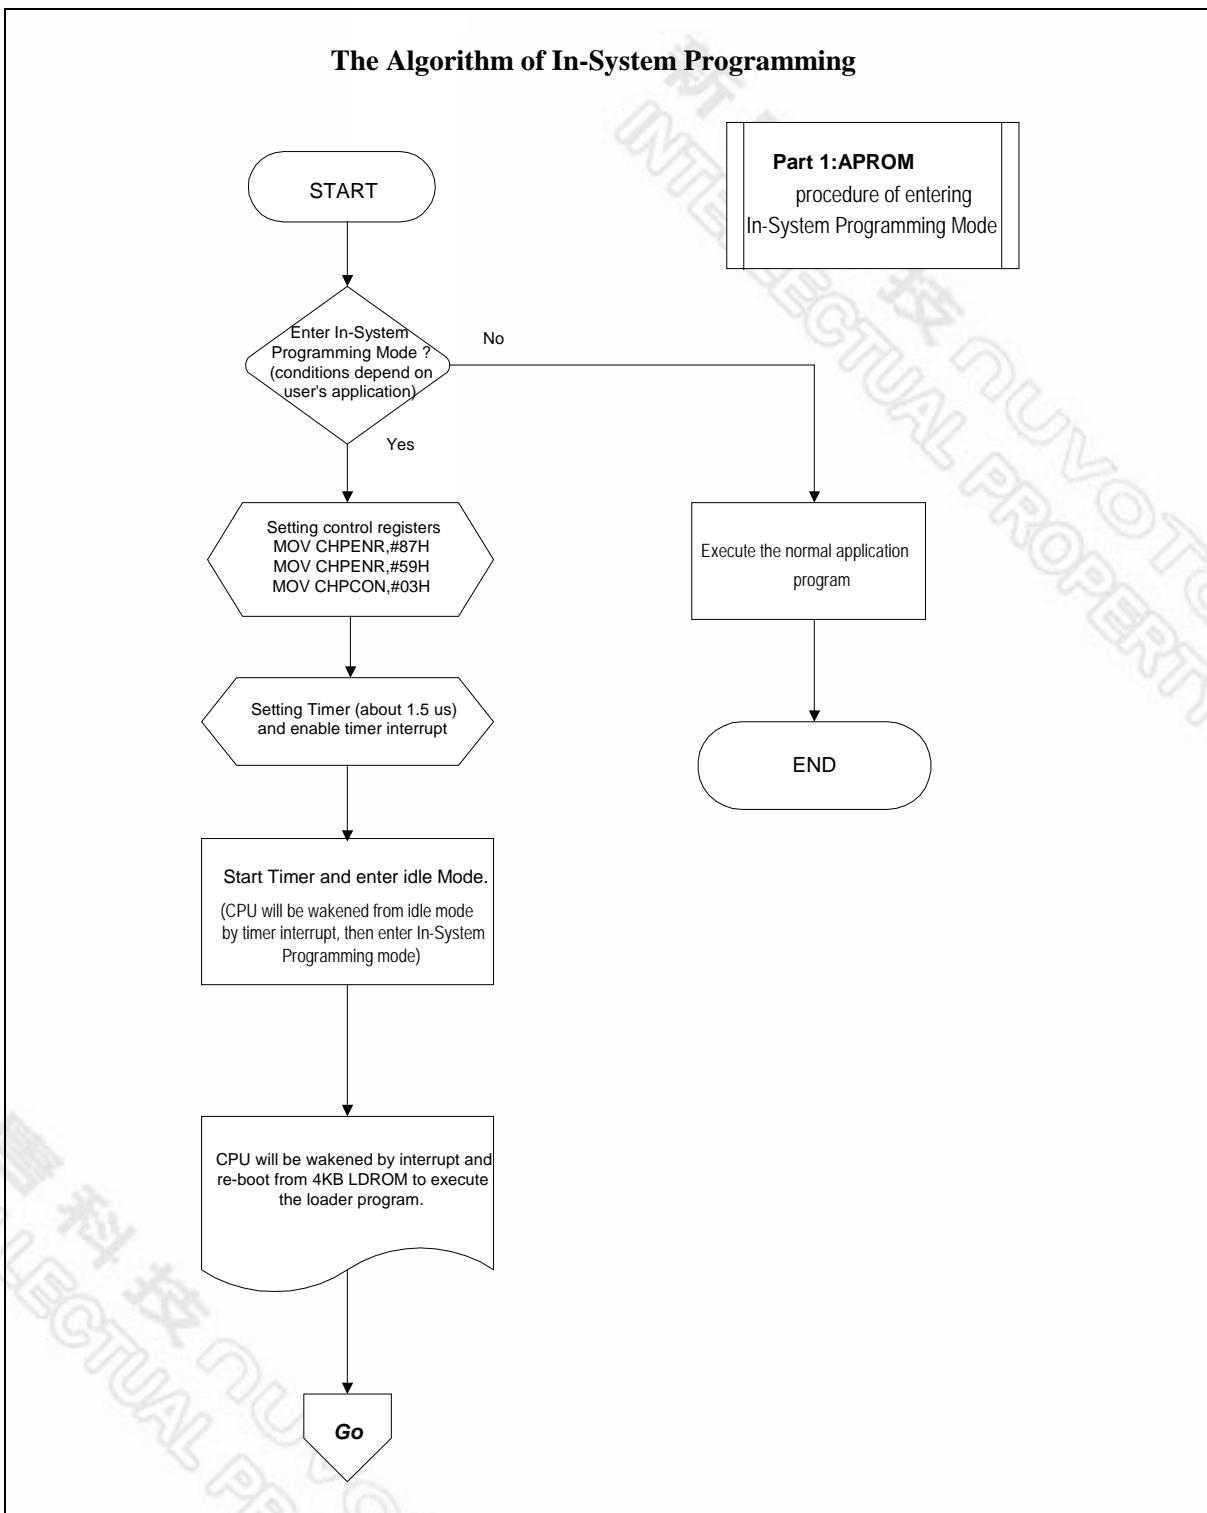 The Algorithm of In-System Programming
Part 1:APROM
procedure of entering
In-System Programming Mode
START
Enter In-System
Programming Mode ?
(conditions depend on
user's application)
No
Yes
Setting control registers
MOV CHPENR,#87H
MOV CHPENR,#59H
MOV CHPCON,#03H
Execute the normal application
program
Setting Timer (about 1.5 us)
and enable timer interrupt
END
Start Timer and enter idle Mode.
(CPU will be wakened from idle mode
by timer interrupt, then enter In-System
Programming mode)
CPU will be wakened by interrupt and
re-boot from 4KB LDROM to execute
the loader program.
Go